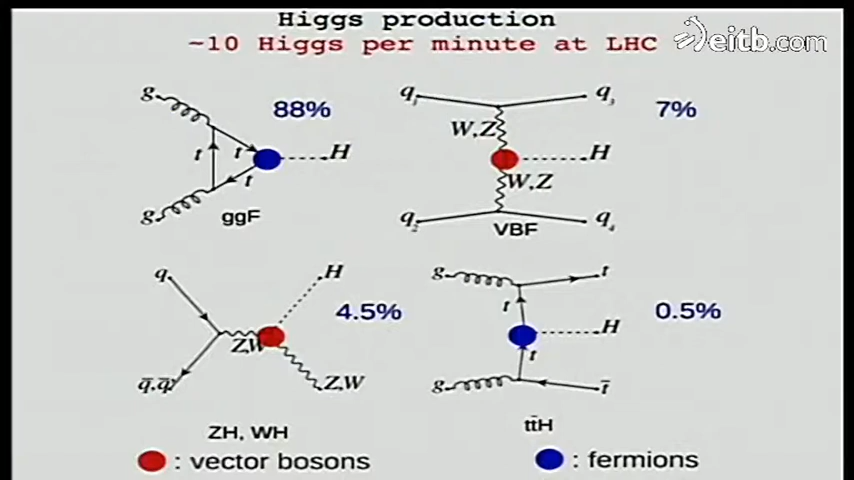 Higgs production
~10 Higgs per minute at LHC
eitb.com
g
88%
t
t
H
t
g
ggF
q1
q3
7%
W,Z
H
W,Z
q2
q4
VBF
q
H
4.5%
Z,W
q̅,q̅'
Z,W
ZH, WH
g
t
t
0.5%
H
t
g
t̅
tt̅H
: vector bosons
: fermions